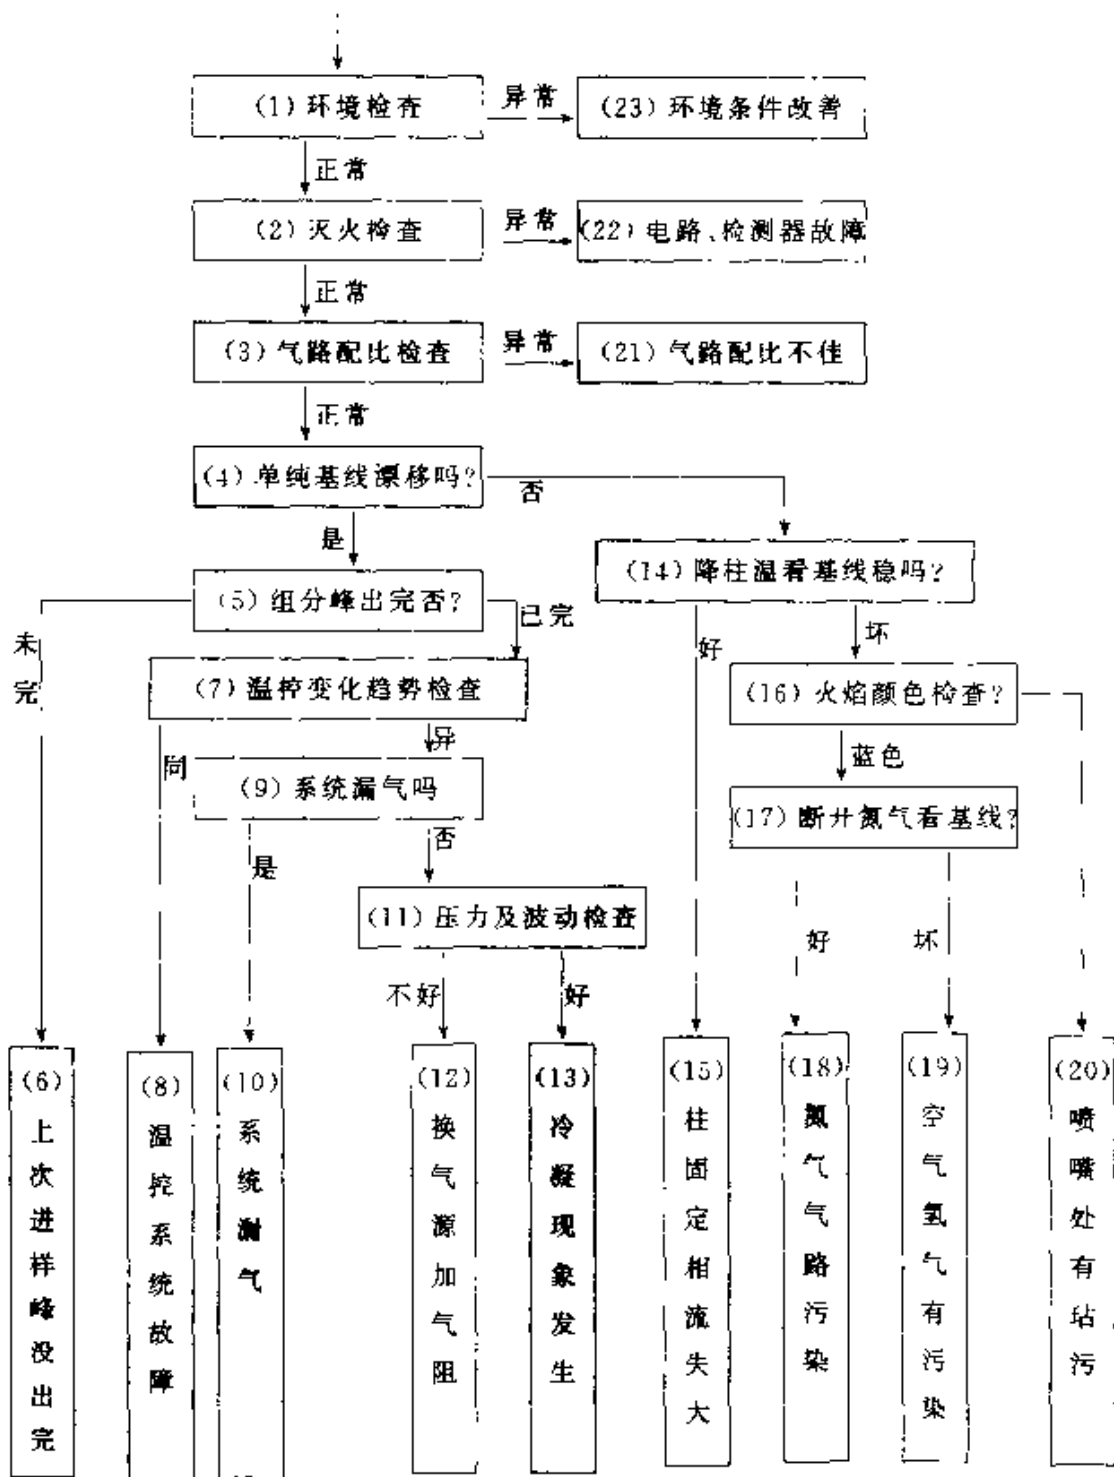 (1)环境检查
异常
(23)环境条件改善
正常
(2)灭火检查
异常
(22)电路、检测器故障
正常
(3)气路配比检查
异常
(21)气路配比不佳
正常
(4)单纯基线漂移吗?
否
是
(14)降柱温看基线稳吗?
(5)组分峰出完否?
已完
未完
好
坏
(7)温控变化趋势检查
(16)火焰颜色检查?
异
同
蓝色
(9)系统漏气吗
(17)断开氮气看基线?
否
是
(11)压力及波动检查
好
坏
不好
好
(6)上次进样峰没出完
(8)温控系统故障
(10)系统漏气
(12)换气源加气阻
(13)冷凝现象发生
(15)柱固定相流失大
(18)氮气气路污染
(19)空气氢气有污染
(20)喷嘴处有玷污